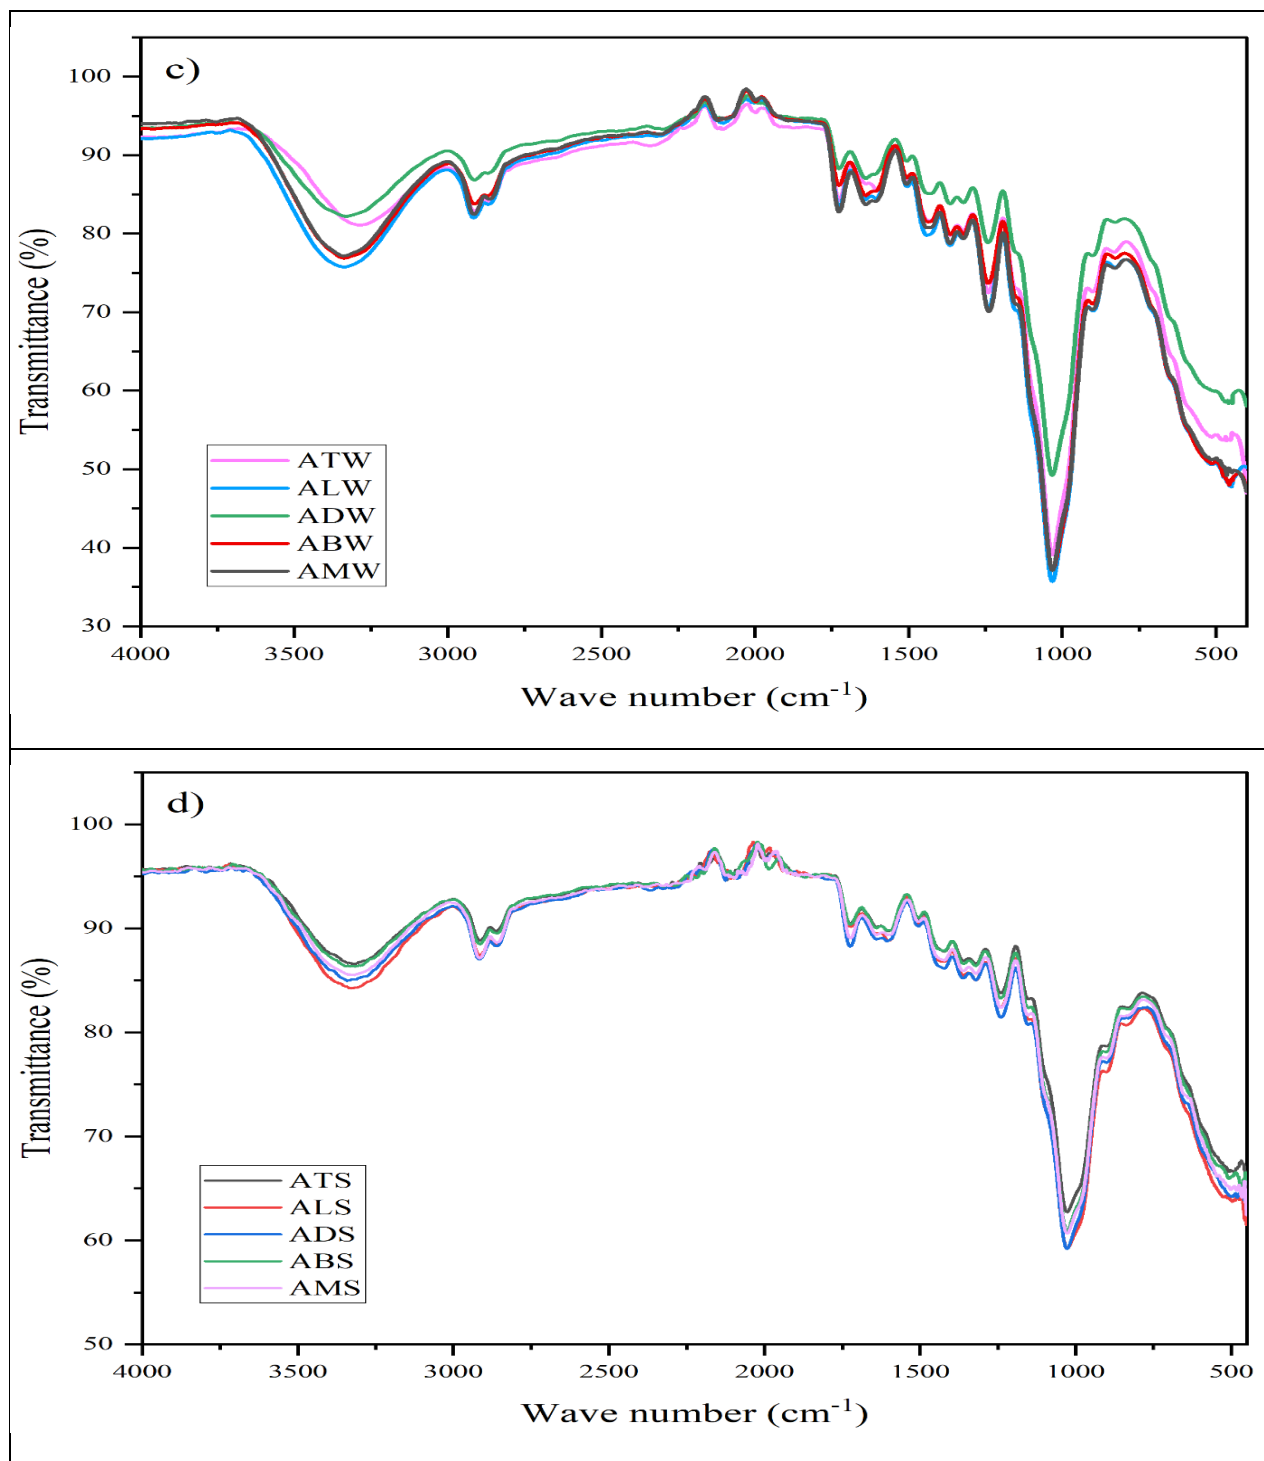 c)
Transmittance (%)
100
90
80
70
60
50
40
30
ATW
ALW
ADW
ABW
AMW
4000 3500 3000 2500 2000 1500 1000 500
Wave number (cm⁻¹)
d)
Transmittance (%)
100
90
80
70
60
50
ATS
ALS
ADS
ABS
AMS
4000 3500 3000 2500 2000 1500 1000 500
Wave number (cm⁻¹)